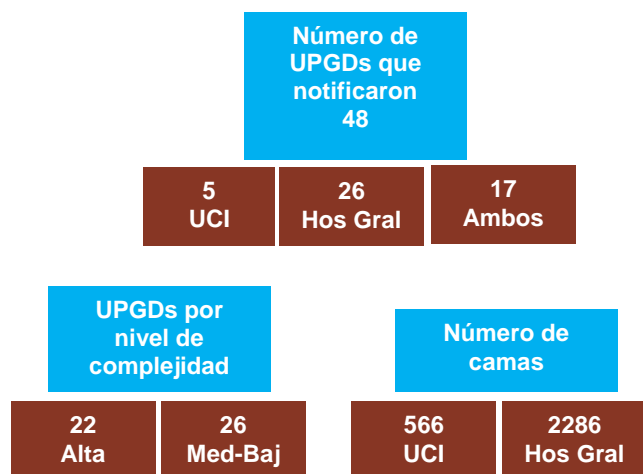 Número de
UPGDs que
notificaron
48
5
UCI
26
Hos Gral
17
Ambos
UPGDs por
nivel de
complejidad
22
Alta
26
Med-Baj
Número de
camas
566
UCI
2286
Hos Gral